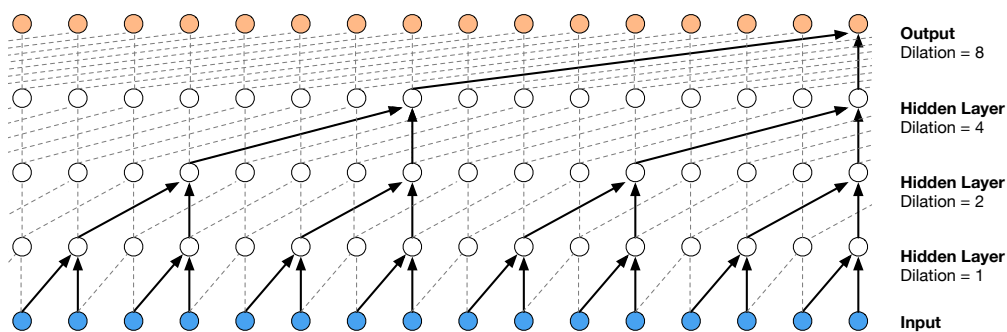 Output
Dilation = 8
Hidden Layer
Dilation = 4
Hidden Layer
Dilation = 2
Hidden Layer
Dilation = 1
Input